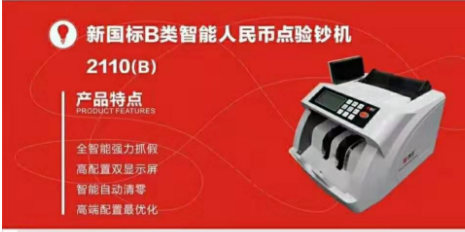 新国标B类智能人民币点验钞机
2110(B)
产品特点
PRODUCT FEATURES
全智能强力抓假
高配置双显示屏
智能自动清零
高端配置最优化